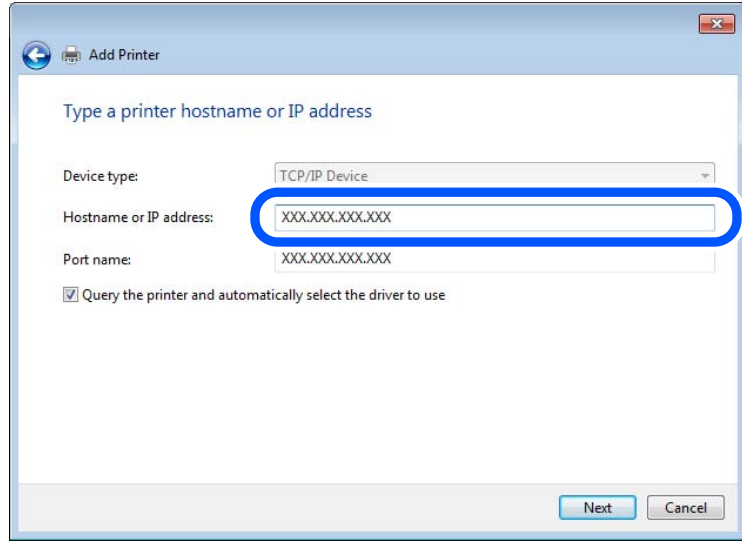 Add Printer
Type a printer hostname or IP address
Device type: TCP/IP Device
Hostname or IP address: XXX.XXX.XXX.XXX
Port name: XXX.XXX.XXX.XXX
Query the printer and automatically select the driver to use
Next Cancel